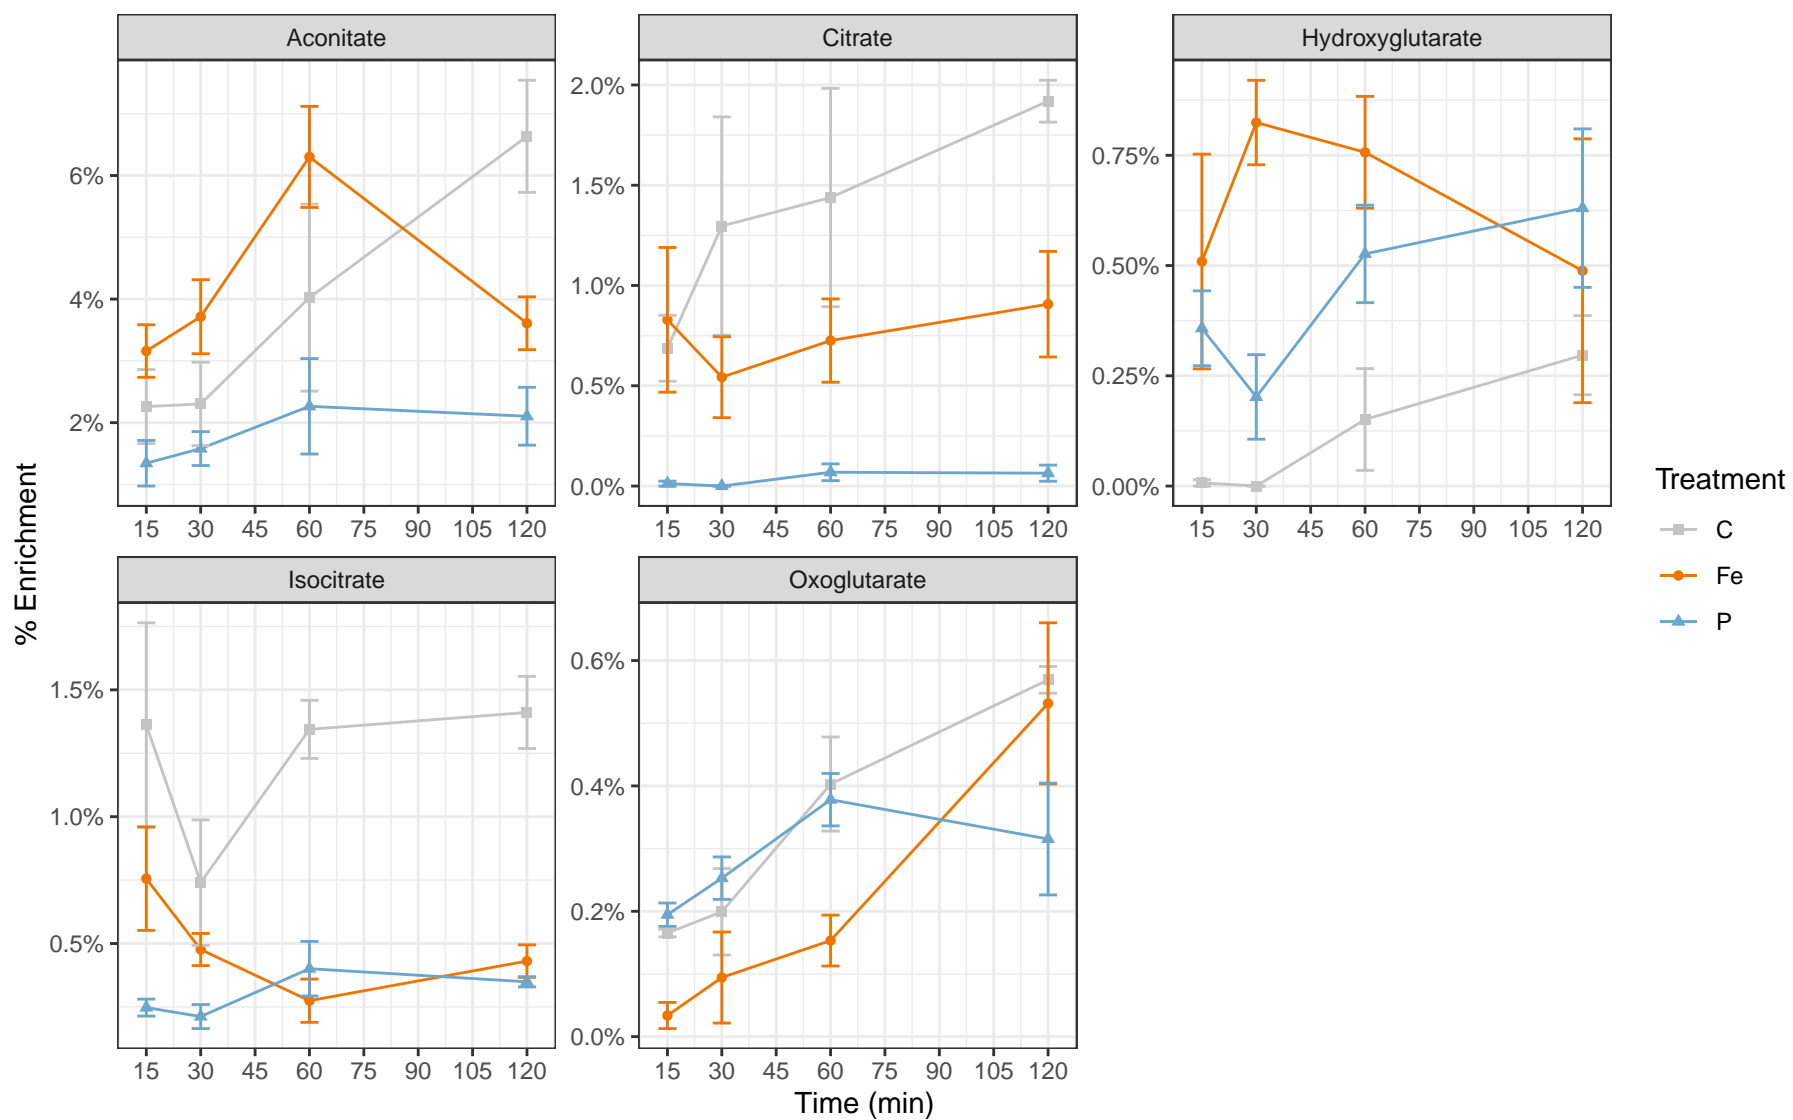 Aconitate
Citrate
Hydroxyglutarate
6%
4%
2%
15 30 45 60 75 90 105 120
2.0%
1.5%
1.0%
0.5%
0.0%
15 30 45 60 75 90 105 120
0.75%
0.50%
0.25%
0.00%
15 30 45 60 75 90 105 120
Isocitrate
Oxoglutarate
1.5%
1.0%
0.5%
15 30 45 60 75 90 105 120
0.6%
0.4%
0.2%
0.0%
15 30 45 60 75 90 105 120
% Enrichment
Time (min)
Treatment
C
Fe
P